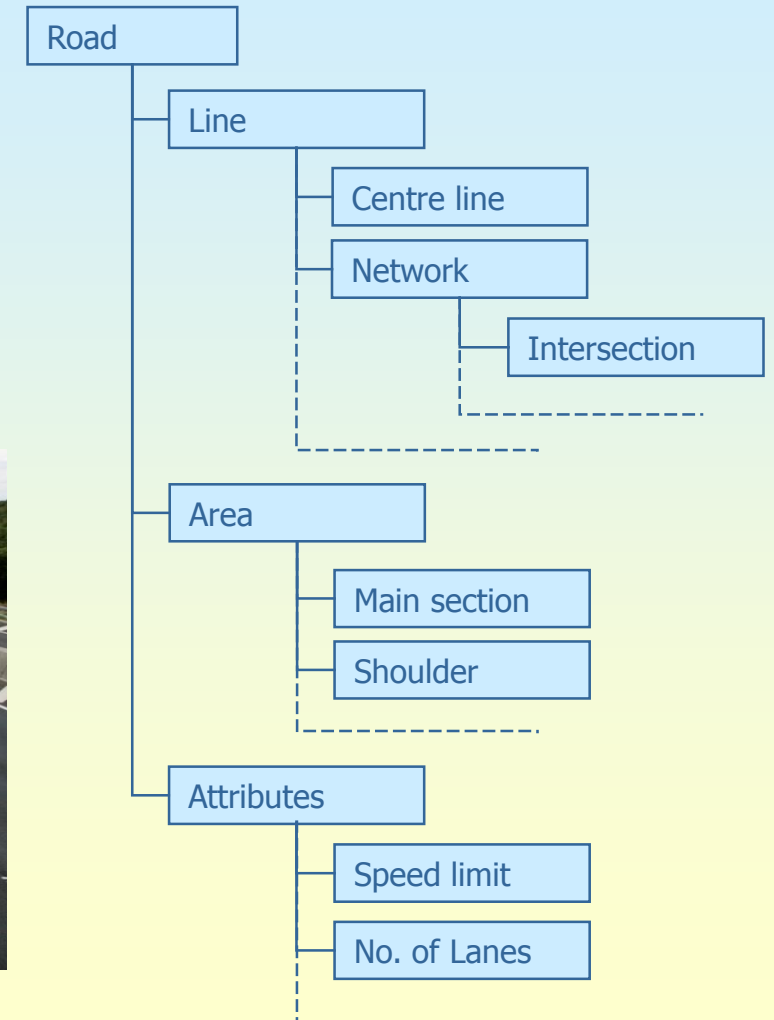 Road
Line
Centre line
Network
Intersection
Area
Main section
Shoulder
Attributes
Speed limit
No. of Lanes